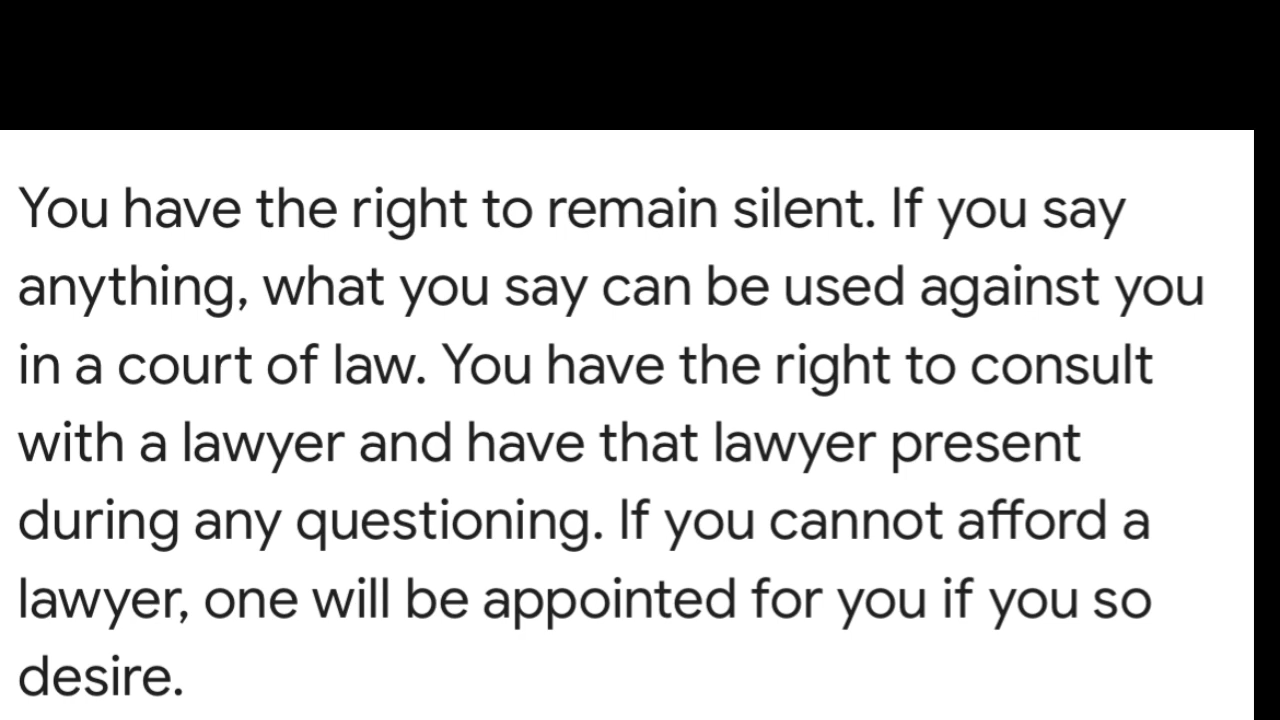 You have the right to remain silent. If you say
anything, what you say can be used against you
in a court of law. You have the right to consult
with a lawyer and have that lawyer present
during any questioning. If you cannot afford a
lawyer, one will be appointed for you if you so
desire.